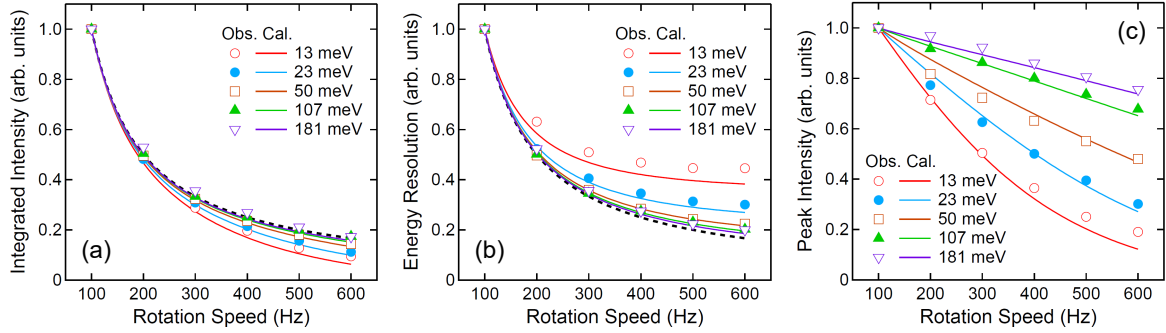 Integrated Intensity (arb. units)
1.0
0.8
0.6
0.4
0.2
0.0
Obs. Cal.
13 meV
23 meV
50 meV
107 meV
181 meV
(a)
100 200 300 400 500 600
Rotation Speed (Hz)
Energy Resolution (arb. units)
1.0
0.8
0.6
0.4
0.2
0.0
Obs. Cal.
13 meV
23 meV
50 meV
107 meV
181 meV
(b)
100 200 300 400 500 600
Rotation Speed (Hz)
Peak Intensity (arb. units)
1.0
0.8
0.6
0.4
0.2
0.0
(c)
Obs. Cal.
13 meV
23 meV
50 meV
107 meV
181 meV
100 200 300 400 500 600
Rotation Speed (Hz)